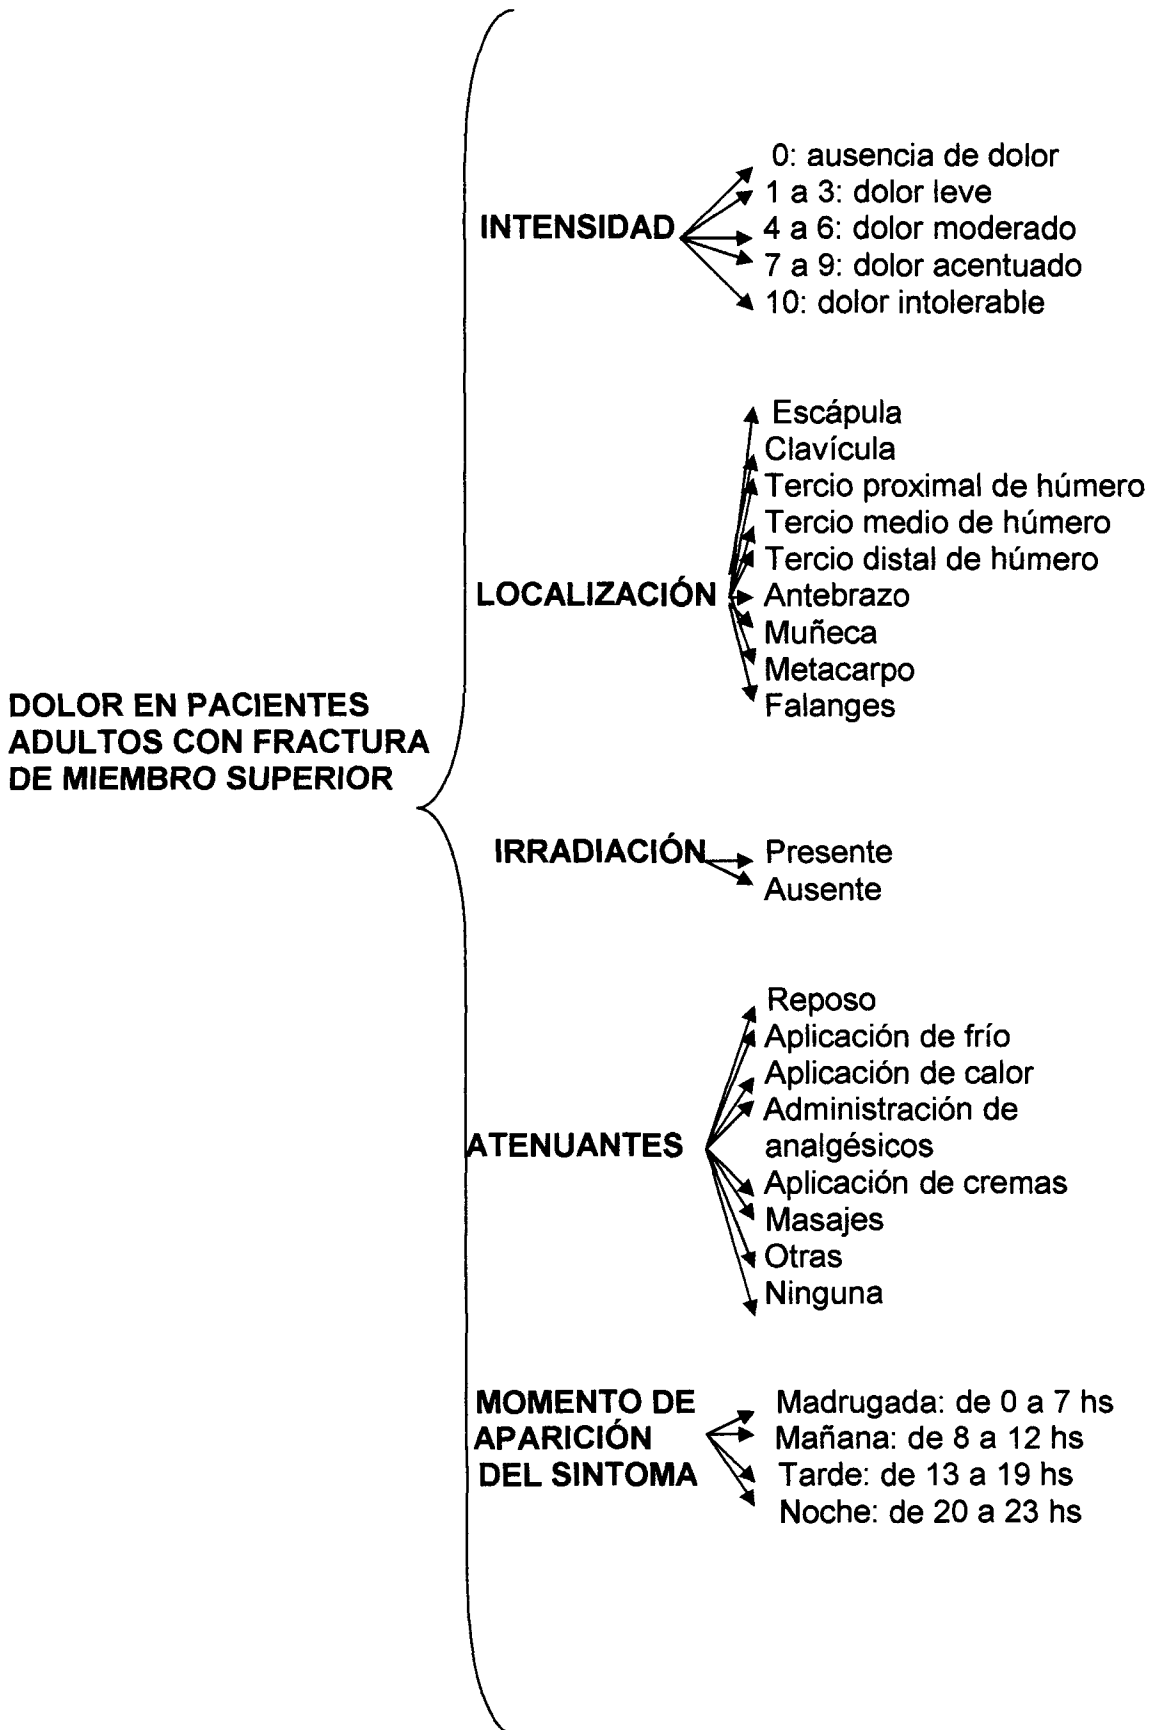 DOLOR EN PACIENTES
ADULTOS CON FRACTURA
DE MIEMBRO SUPERIOR
INTENSIDAD
0: ausencia de dolor
1 a 3: dolor leve
4 a 6: dolor moderado
7 a 9: dolor acentuado
10: dolor intolerable
LOCALIZACIÓN
Escápula
Clavícula
Tercio proximal de húmero
Tercio medio de húmero
Tercio distal de húmero
Antebrazo
Muñeca
Metacarpo
Falanges
IRRADIACIÓN
Presente
Ausente
ATENUANTES
Reposo
Aplicación de frío
Aplicación de calor
Administración de
analgésicos
Aplicación de cremas
Masajes
Otras
Ninguna
MOMENTO DE
APARICIÓN
DEL SINTOMA
Madrugada: de 0 a 7 hs
Mañana: de 8 a 12 hs
Tarde: de 13 a 19 hs
Noche: de 20 a 23 hs